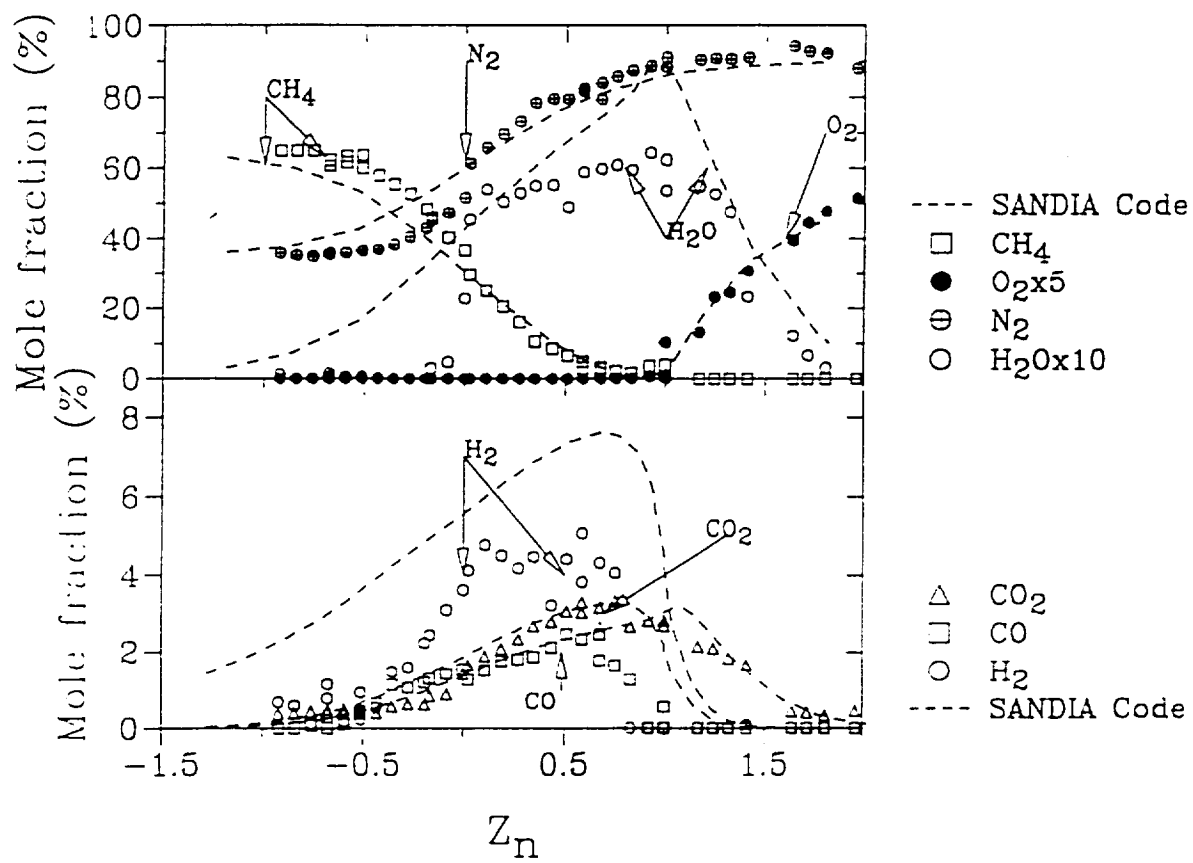 Mole fraction (%)
100
80
60
40
20
0
CH4
N2
O2
H2O
---- SANDIA Code
□ CH4
● O2x5
⊖ N2
○ H2Ox10
Mole fraction (%)
8
6
4
2
0
H2
CO2
CO
△ CO2
□ CO
○ H2
---- SANDIA Code
-1.5
-0.5
0.5
1.5
Zn